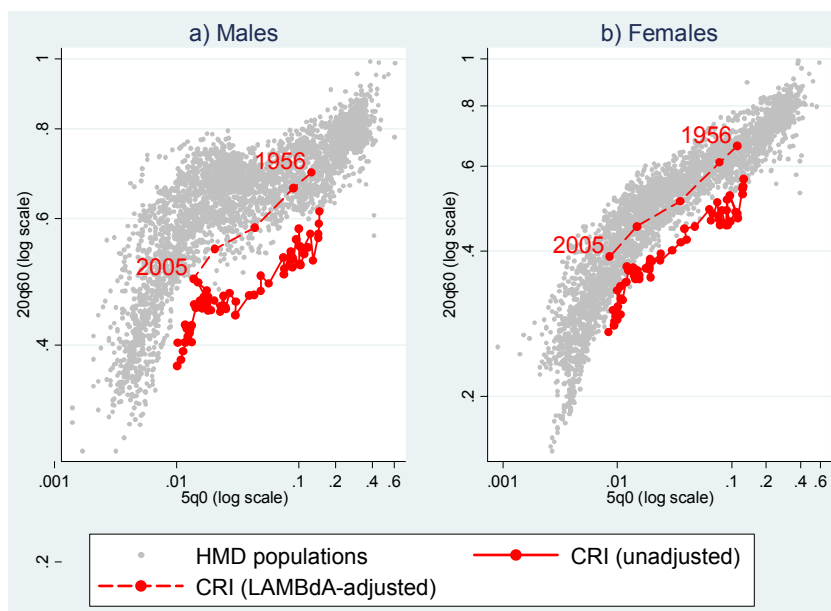 a) Males
b) Females
20q60 (log scale)
1
.8
.6
.4
.2
1956
2005
.001
.01
.1
.2
.4
.6
5q0 (log scale)
20q60 (log scale)
1
.8
.6
.4
.2
1956
2005
.001
.01
.1
.2
.4
.6
5q0 (log scale)
HMD populations
CRI (unadjusted)
CRI (LAMBdA-adjusted)